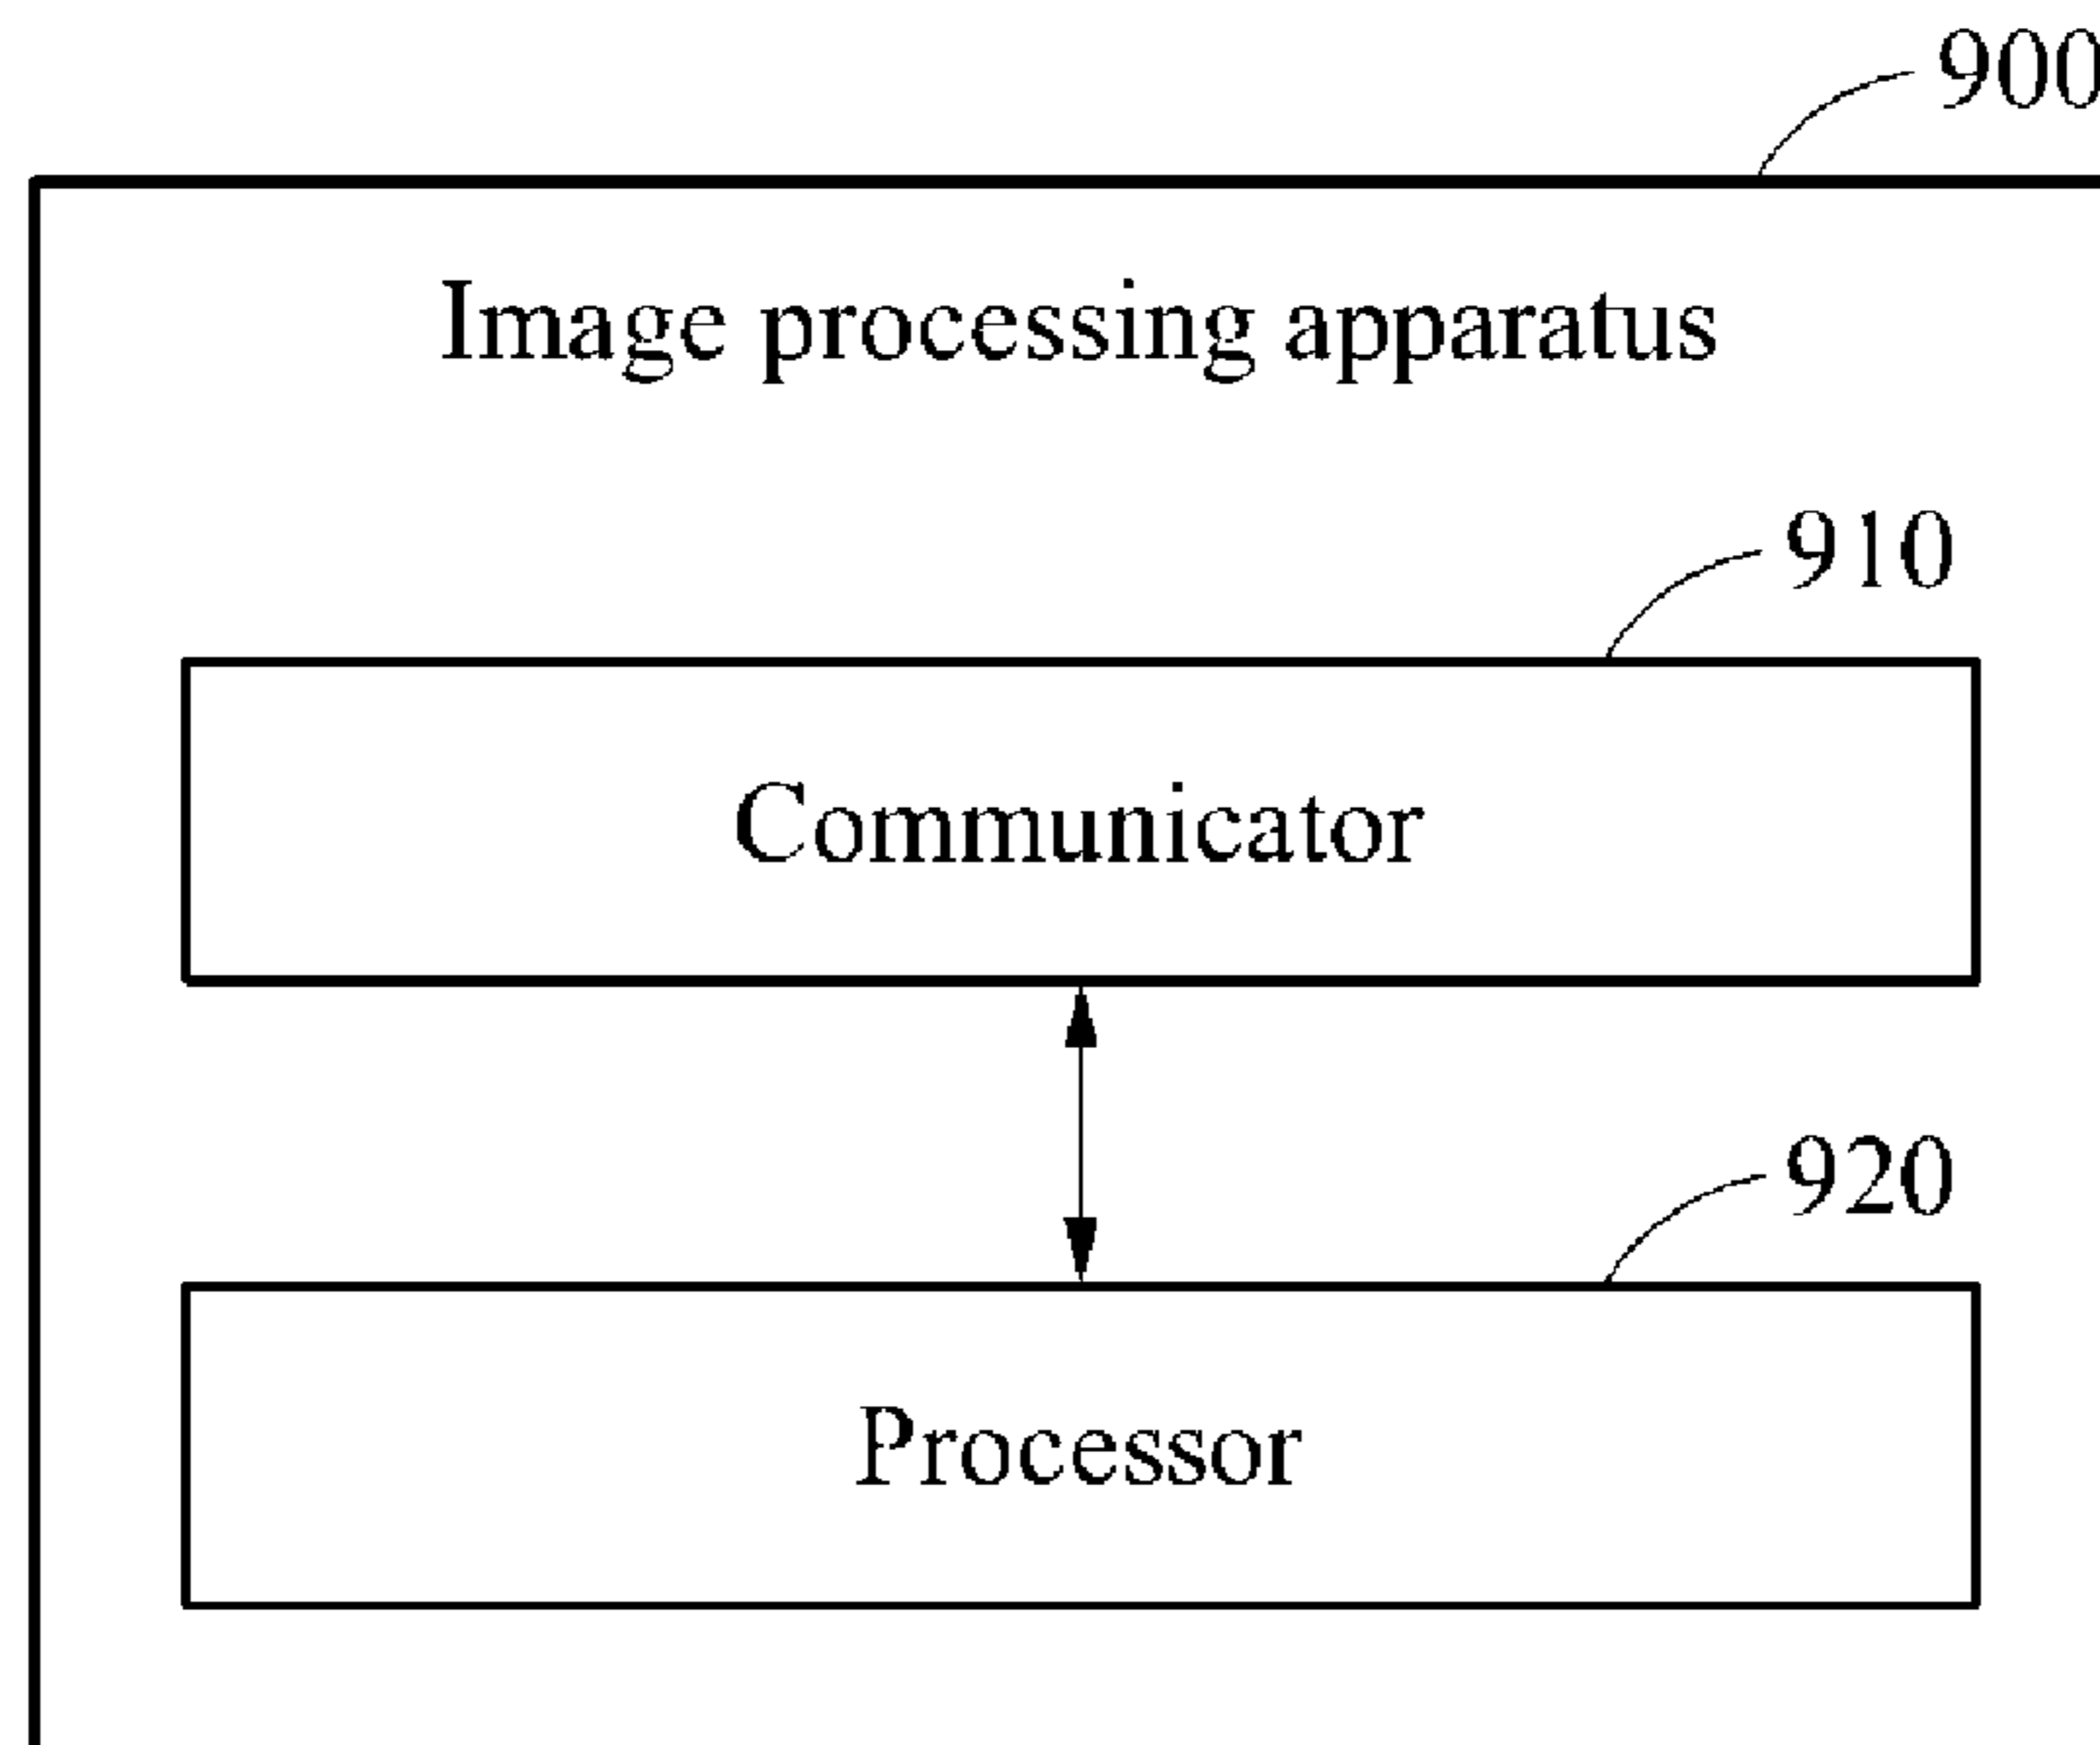 900
Image processing apparatus
910
Communicator
920
Processor